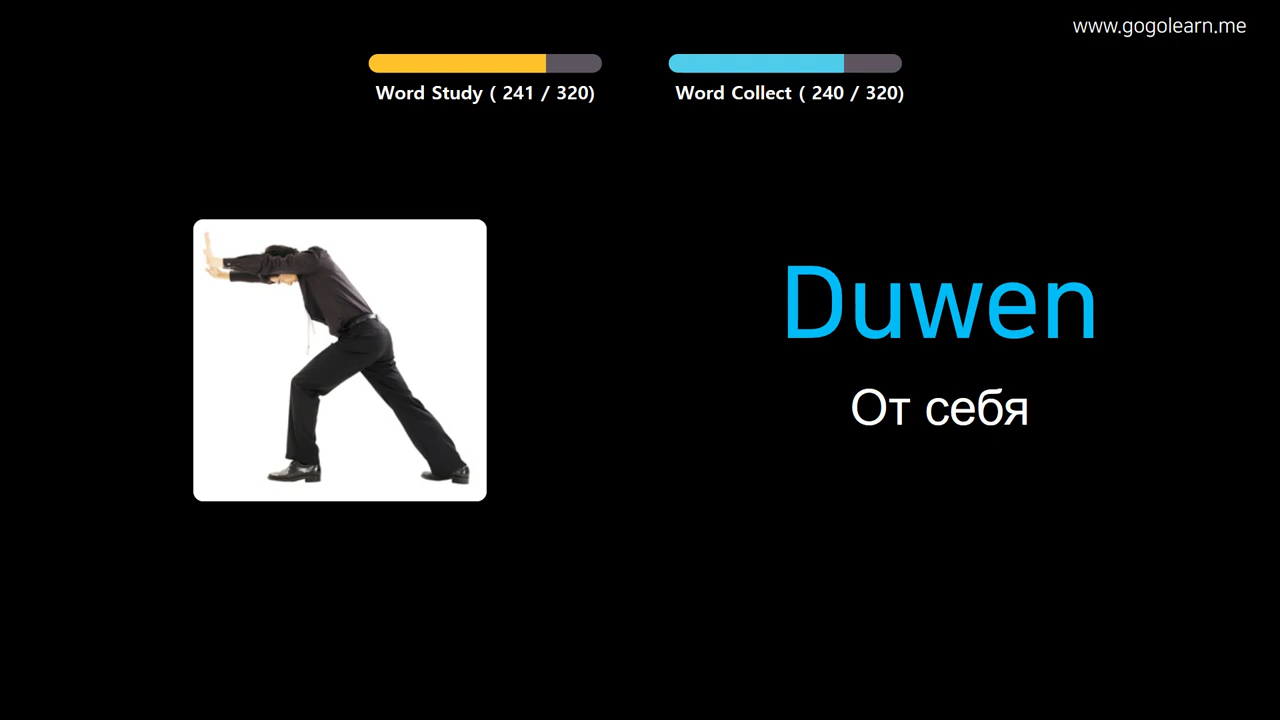 www.gogolearn.me
Word Study ( 241 / 320)
Word Collect ( 240 / 320)
Duwen
От себя